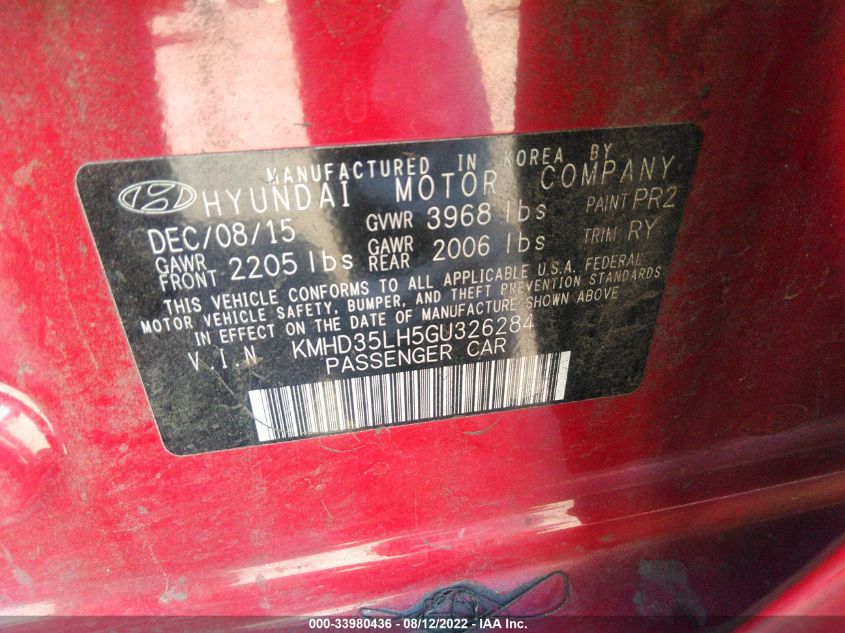 MANUFACTURED IN KOREA BY
HYUNDAI MOTOR COMPANY
DEC/08/15 GVWR 3968 lbs PAINT PR2
GAWR FRONT 2205 lbs GAWR REAR 2006 lbs TRIM RY
THIS VEHICLE CONFORMS TO ALL APPLICABLE U.S.A. FEDERAL
MOTOR VEHICLE SAFETY, BUMPER, AND THEFT PREVENTION STANDARDS
IN EFFECT ON THE DATE OF MANUFACTURE SHOWN ABOVE
V.I.N KMHD35LH5GU326284
PASSENGER CAR
000-33980436 - 08/12/2022 - IAA Inc.